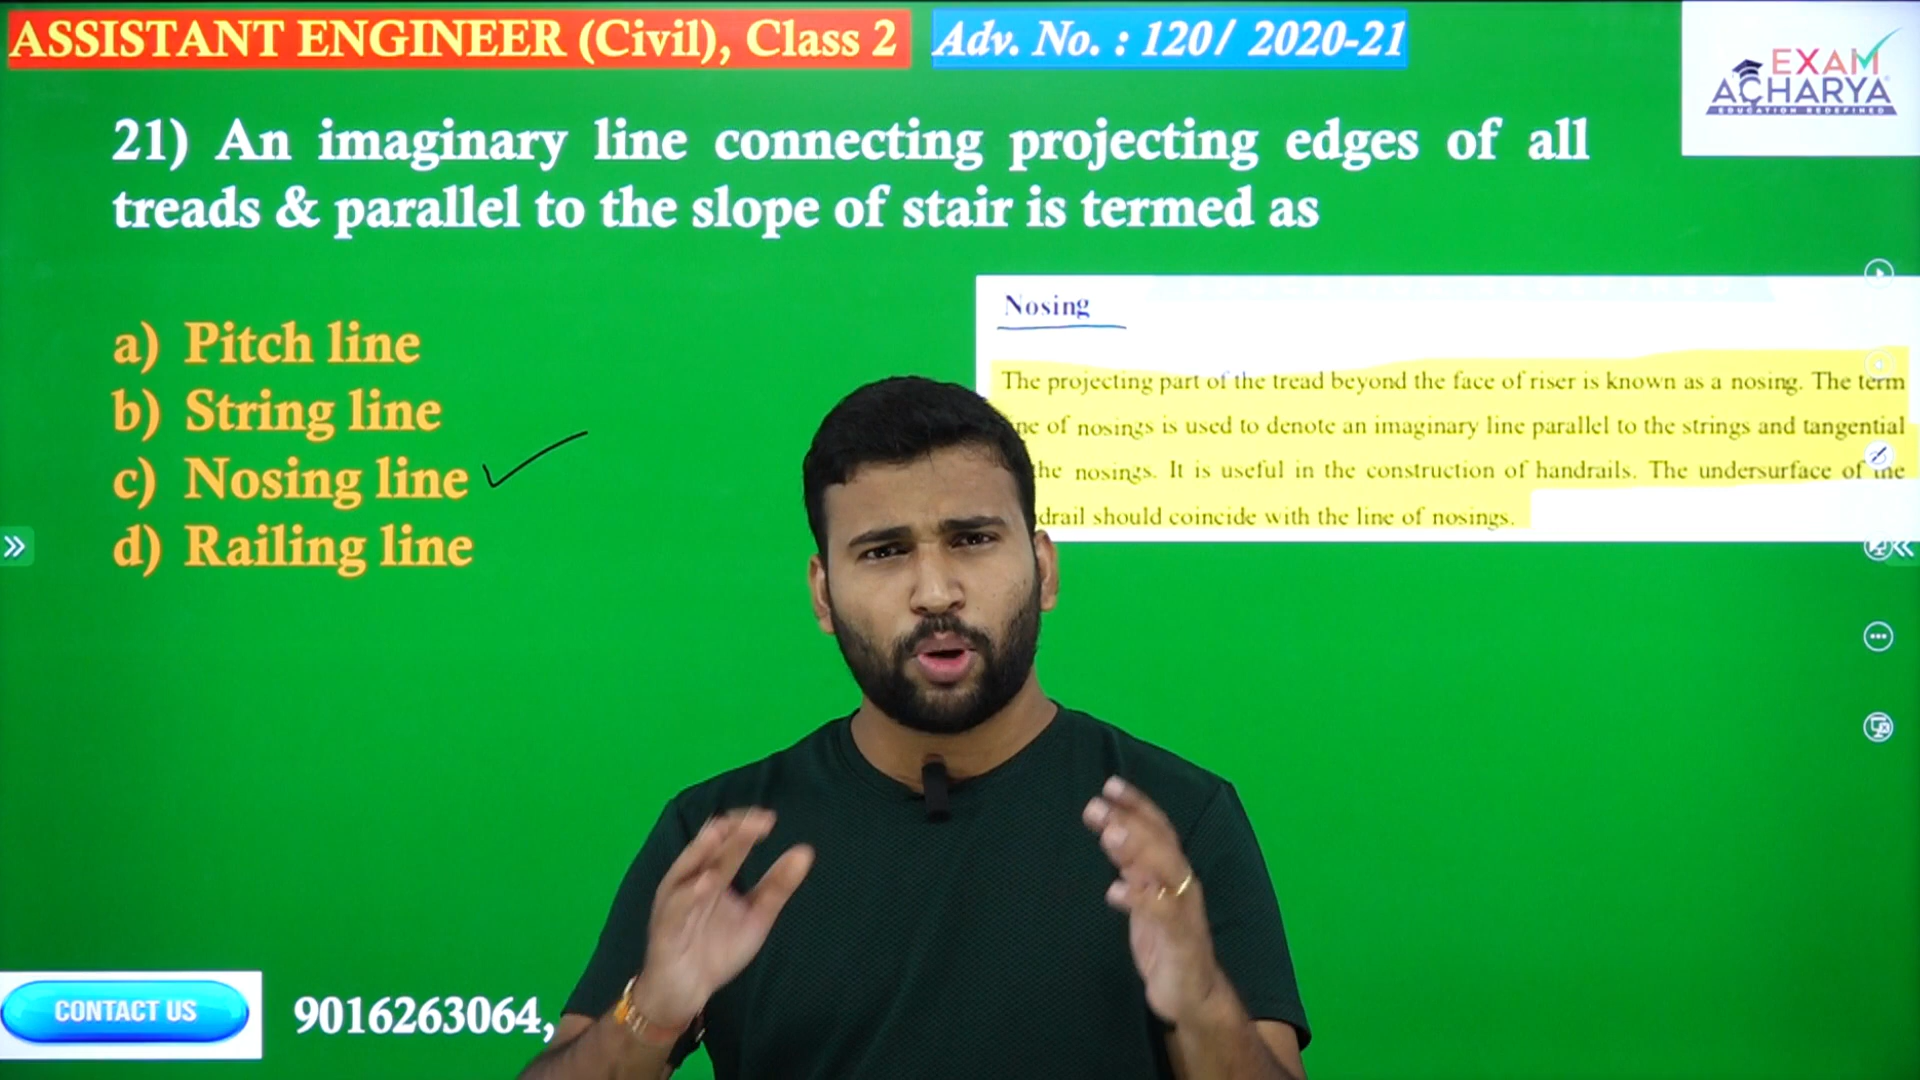 ASSISTANT ENGINEER (Civil), Class 2 Adv. No. : 120/ 2020-21
EXAM
ACHARYA
EDUCATION REDEFINED
21) An imaginary line connecting projecting edges of all
treads & parallel to the slope of stair is termed as
a) Pitch line
b) String line
c) Nosing line
d) Railing line
Nosing
The projecting part of the tread beyond the face of riser is known as a nosing. The term
of nosings is used to denote an imaginary line parallel to the strings and tangential
the nosings. It is useful in the construction of handrails. The undersurface of the
should coincide with the line of nosings.
CONTACT US
9016263064,